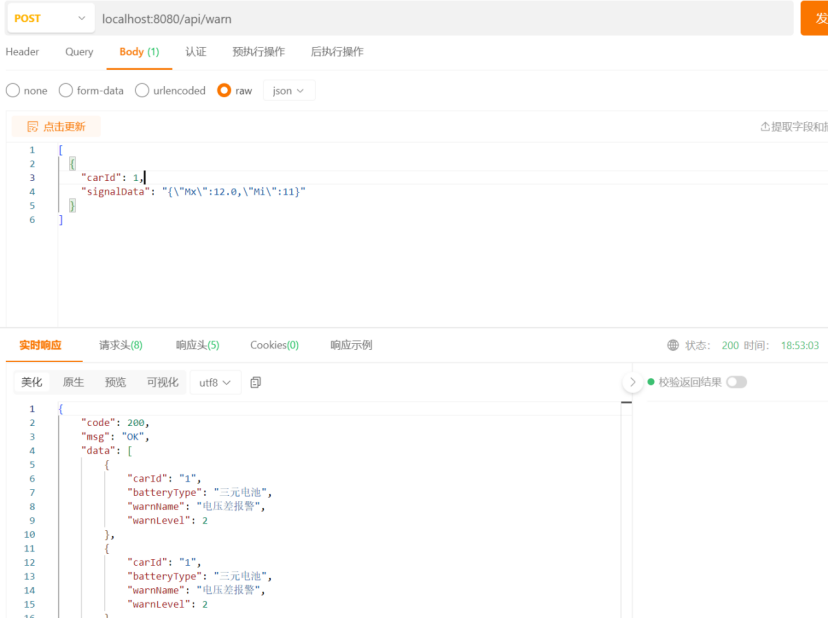 POST localhost:8080/api/warn 发
Header Query Body (1) 认证 预执行操作 后执行操作
none form-data urlencoded raw json
点击更新 提取字段和
1 [
2 {
3 "carId": 1,
4 "signalData": "{\"Mx\":12.0,\"Mi\":11}"
5 }
6 ]
实时响应 请求头(8) 响应头(5) Cookies(0) 响应示例 状态: 200 时间: 18:53:03
美化 原生 预览 可视化 utf8 校验返回结果
1 {
2 "code": 200,
3 "msg": "OK",
4 "data": [
5 {
6 "carId": "1",
7 "batteryType": "三元电池",
8 "warnName": "电压差报警",
9 "warnLevel": 2
10 },
11 {
12 "carId": "1",
13 "batteryType": "三元电池",
14 "warnName": "电压差报警",
15 "warnLevel": 2